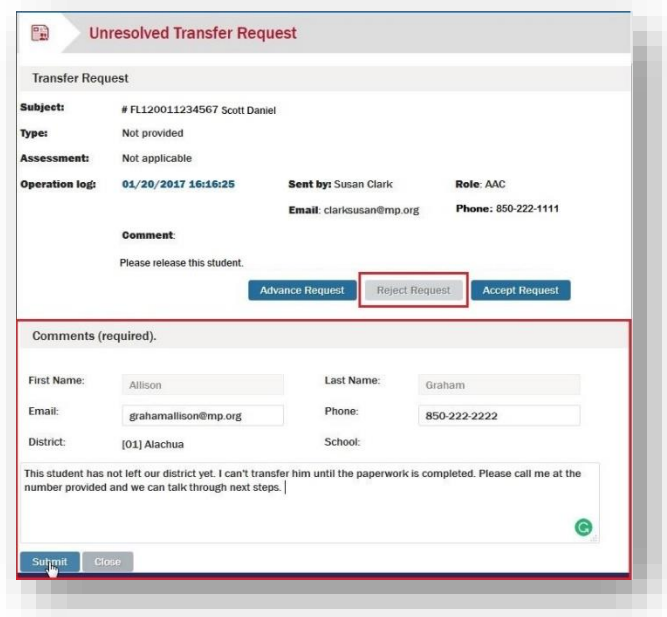 Unresolved Transfer Request
Transfer Request
Subject: # FL120011234567 Scott Daniel
Type: Not provided
Assessment: Not applicable
Operation log: 01/20/2017 16:16:25 Sent by: Susan Clark Role: AAC
Email: clarksusan@mp.org Phone: 850-222-1111
Comment:
Please release this student.
Advance Request Reject Request Accept Request
Comments (required).
First Name: Allison Last Name: Graham
Email: grahamallison@mp.org Phone: 850-222-2222
District: [01] Alachua School:
This student has not left our district yet. I can't transfer him until the paperwork is completed. Please call me at the
number provided and we can talk through next steps.
Submit Close